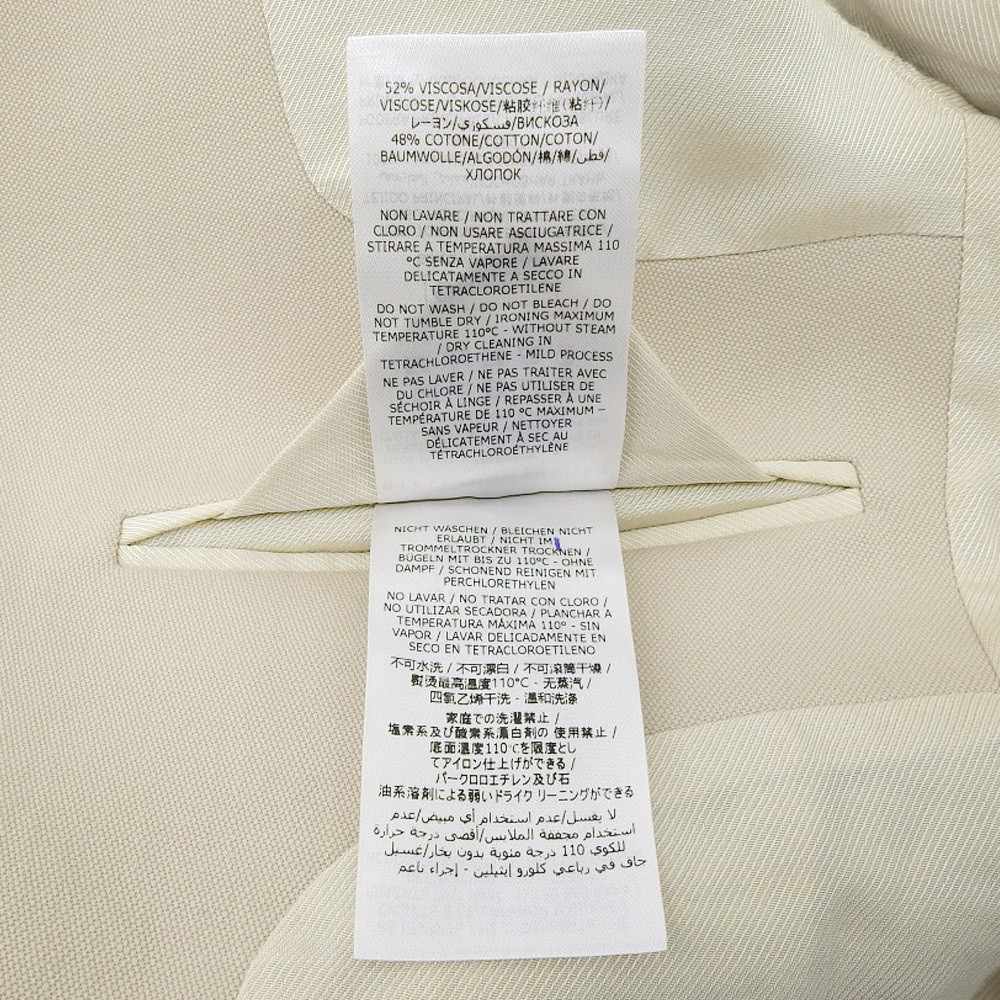 52% VISCOSA/VISCOSE / RAYON/
VISCOSE/VISKOSE/粘胶纤维(粘纤)/
レーヨン/فسكوزي/ВИСКОЗА
48% COTONE/COTTON/COTON/
BAUMWOLLE/ALGODÓN/棉/綿/قطن/
ХЛОПОК
NON LAVARE / NON TRATTARE CON
CLORO / NON USARE ASCIUGATRICE /
STIRARE A TEMPERATURA MASSIMA 110
°C SENZA VAPORE / LAVARE
DELICATAMENTE A SECCO IN
TETRACLOROETILENE
DO NOT WASH / DO NOT BLEACH / DO
NOT TUMBLE DRY / IRONING MAXIMUM
TEMPERATURE 110°C - WITHOUT STEAM
/ DRY CLEANING IN
TETRACHLOROETHENE - MILD PROCESS
NE PAS LAVER / NE PAS TRAITER AVEC
DU CHLORE / NE PAS UTILISER DE
SÉCHOIR À LINGE / REPASSER À UNE
TEMPÉRATURE DE 110 °C MAXIMUM –
SANS VAPEUR / NETTOYER
DÉLICATEMENT À SEC AU
TÉTRACHLOROÉTHYLÈNE
NICHT WASCHEN / BLEICHEN NICHT
ERLAUBT / NICHT IM
TROMMELTROCKNER TROCKNEN /
BÜGELN MIT BIS ZU 110°C - OHNE
DAMPF / SCHONEND REINIGEN MIT
PERCHLORETHYLEN
NO LAVAR / NO TRATAR CON CLORO /
NO UTILIZAR SECADORA / PLANCHAR A
TEMPERATURA MÁXIMA 110° - SIN
VAPOR / LAVAR DELICADAMENTE EN
SECO EN TETRACLOROETILENO
不可水洗 / 不可漂白 / 不可滚筒干燥 /
熨烫最高温度110°C - 无蒸汽 /
四氯乙烯干洗 - 温和洗涤
家庭での洗濯禁止 /
塩素系及び酸素系漂白剤の 使用禁止 /
底面温度110℃を限度とし
てアイロン仕上げができる /
パークロロエチレン及び石
油系溶剤による弱いドライク リーニングができる
لا يغسل/عدم استخدام أي مبيض/عدم
استخدام مجففة الملابس/أقصى درجة حرارة
للكوي 110 درجة مئوية بدون بخار/غسيل
جاف في رباعي كلورو إيثيلين - إجراء ناعم